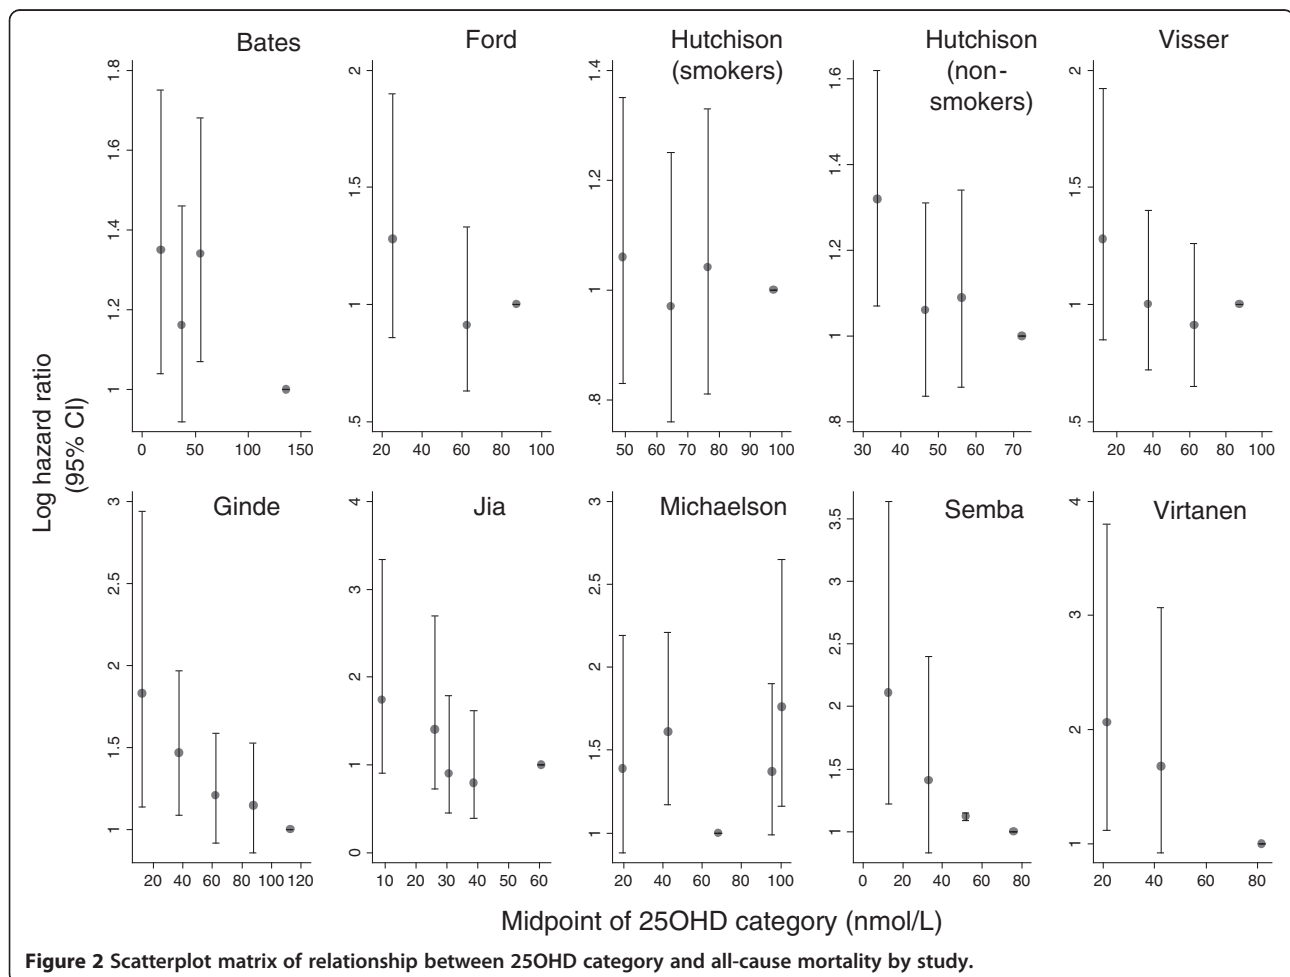 Bates
Ford
Hutchison
(smokers)
Hutchison
(non-
smokers)
Visser
1 1.2 1.4 1.6 1.8
0 50 100 150
.5 1 1.5 2
20 40 60 80 100
.8 1 1.2 1.4
50 60 70 80 90 100
.8 1 1.2 1.4 1.6
30 40 50 60 70
.5 1 1.5 2
20 40 60 80 100
Log hazard ratio
(95% CI)
Ginde
Jia
Michaelson
Semba
Virtanen
1 1.5 2 2.5 3
20 40 60 80 100 120
0 1 2 3 4
10 20 30 40 50 60
1 1.5 2 2.5 3
20 40 60 80 100
1 1.5 2 2.5 3 3.5
0 20 40 60 80
1 2 3 4
20 40 60 80
Midpoint of 25OHD category (nmol/L)
Figure 2 Scatterplot matrix of relationship between 25OHD category and all-cause mortality by study.